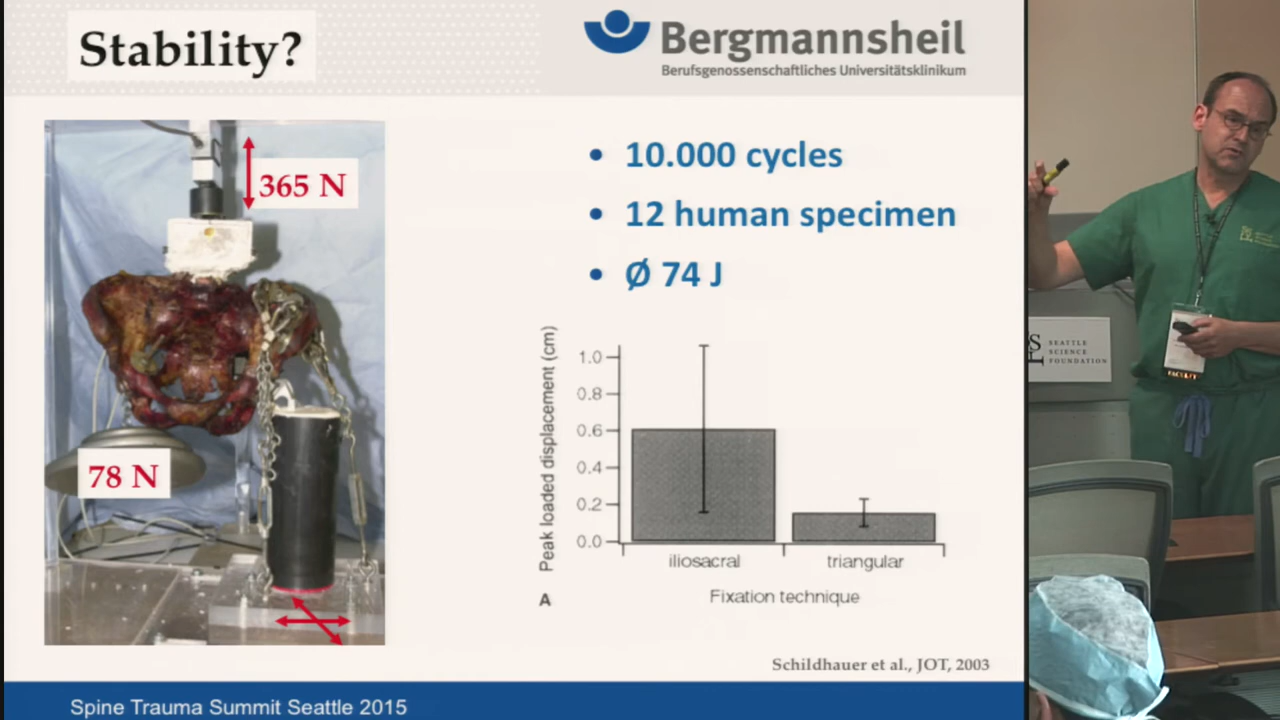 Stability?
Bergmannsheil
Berufsgenossenschaftliches Universitätsklinikum
365 N
78 N
• 10.000 cycles
• 12 human specimen
• Ø 74 J
Peak loaded displacement (cm)
1.0
0.8
0.6
0.4
0.2
0.0
iliosacral
triangular
Fixation technique
A
Schildhauer et al., JOT, 2003
Spine Trauma Summit Seattle 2015
SEATTLE
SCIENCE
FOUNDATION
FACULTY